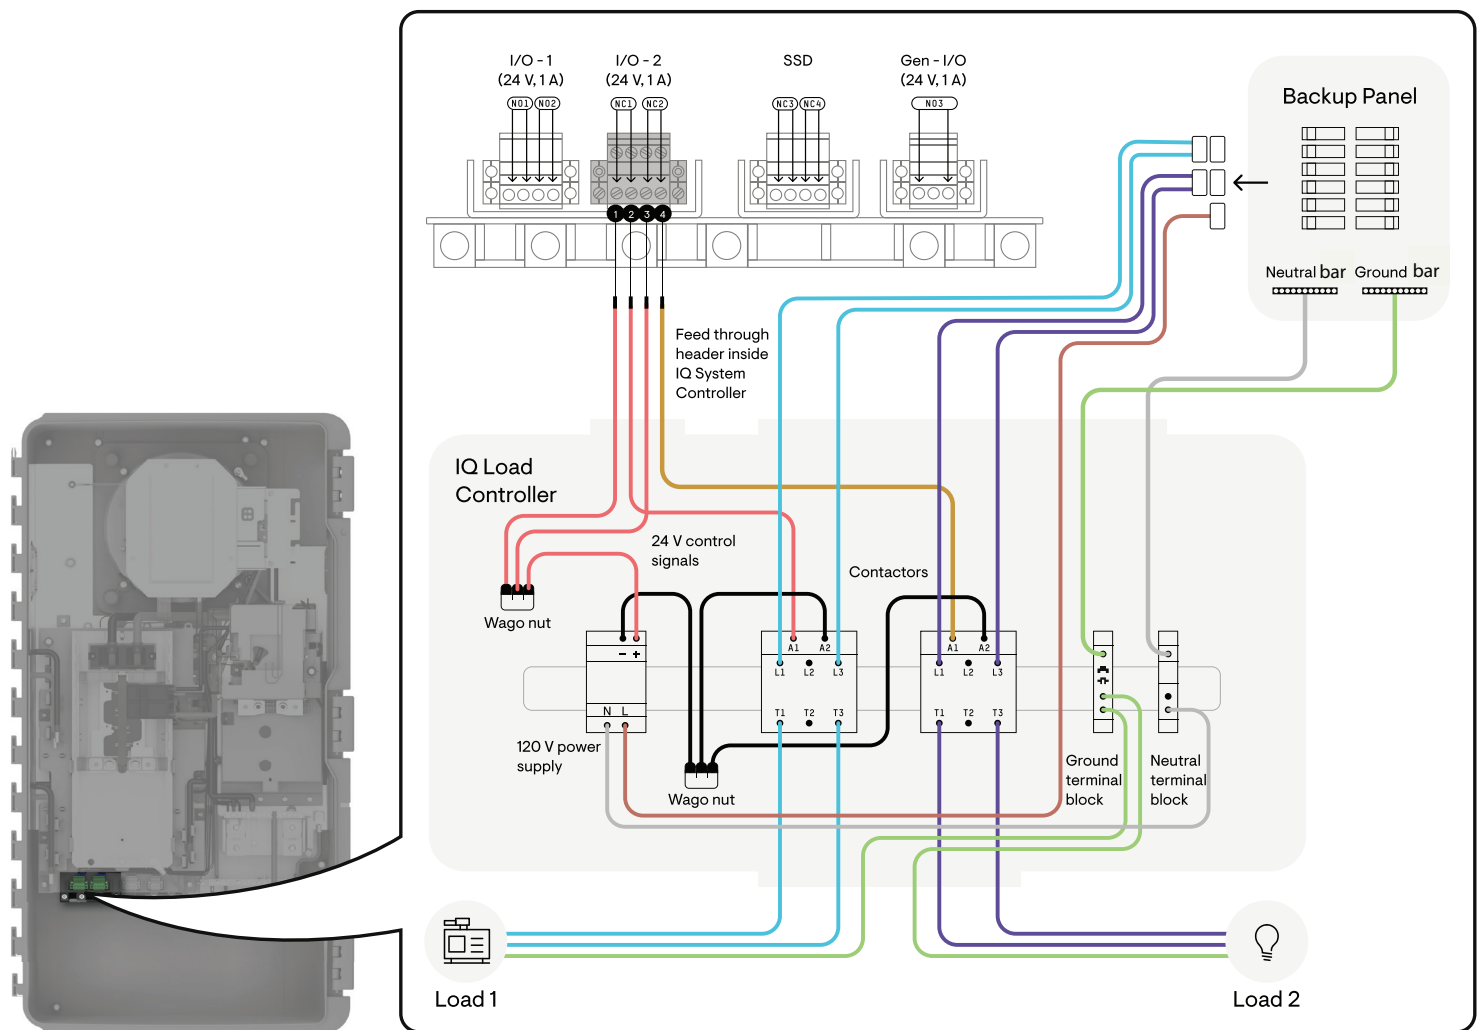 I/O - 1
(24 V, 1 A)
NO1 NO2
I/O - 2
(24 V, 1 A)
NC1 NC2
SSD
NC3 NC4
Gen - I/O
(24 V, 1 A)
NO3
Backup Panel
Neutral bar
Ground bar
1 2 3 4
Feed through
header inside
IQ System
Controller
IQ Load
Controller
24 V control
signals
Contactors
Wago nut
− +
N L
120 V power
supply
A1 A2
L1 L2 L3
T1 T2 T3
A1 A2
L1 L2 L3
T1 T2 T3
Wago nut
Ground
terminal
block
Neutral
terminal
block
Load 1
Load 2